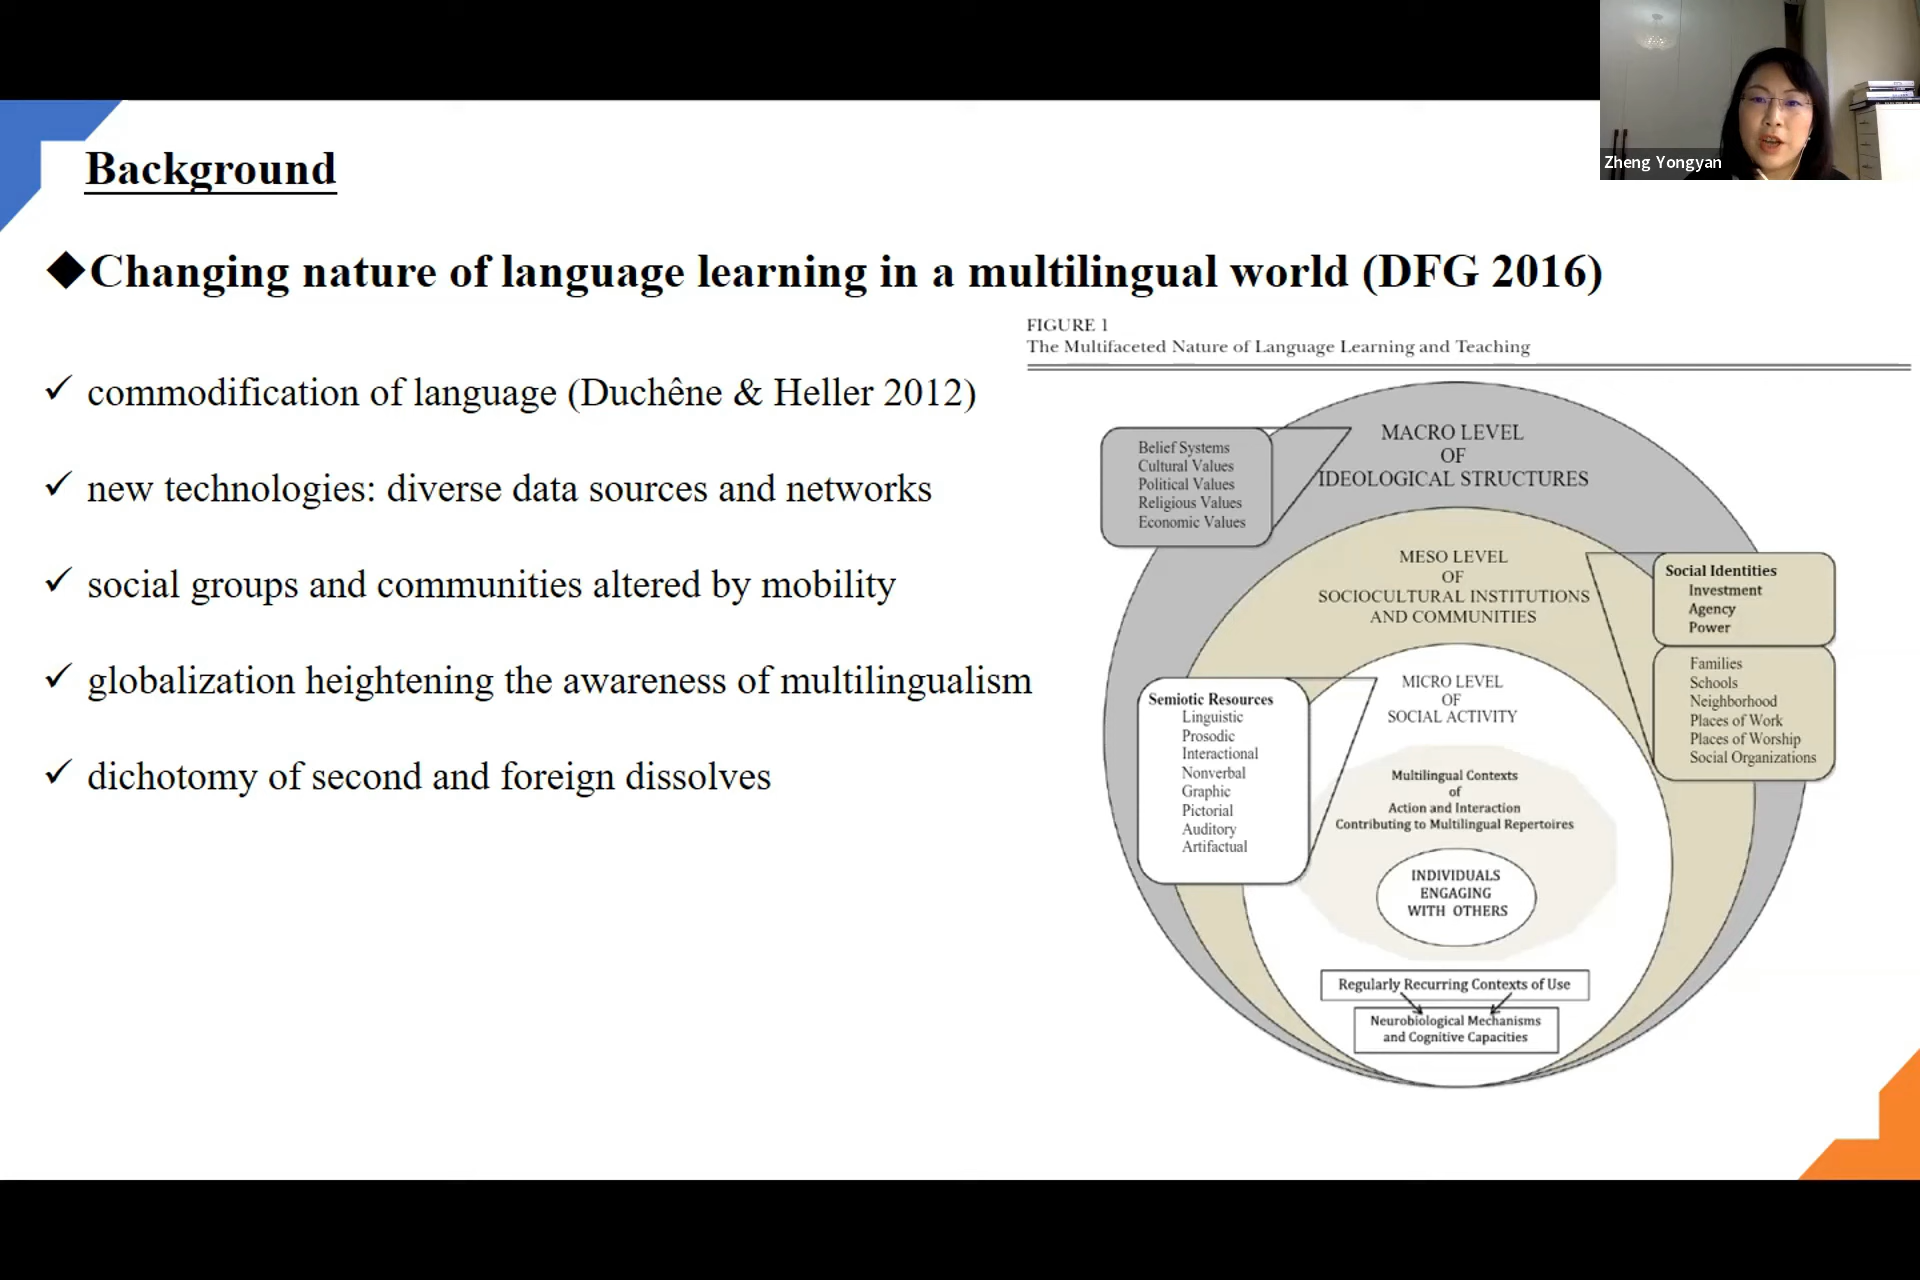 Zheng Yongyan
Background
◆Changing nature of language learning in a multilingual world (DFG 2016)
✓ commodification of language (Duchêne & Heller 2012)
✓ new technologies: diverse data sources and networks
✓ social groups and communities altered by mobility
✓ globalization heightening the awareness of multilingualism
✓ dichotomy of second and foreign dissolves
FIGURE 1
The Multifaceted Nature of Language Learning and Teaching
MACRO LEVEL
OF
IDEOLOGICAL STRUCTURES
Belief Systems
Cultural Values
Political Values
Religious Values
Economic Values
MESO LEVEL
OF
SOCIOCULTURAL INSTITUTIONS
AND COMMUNITIES
Social Identities
Investment
Agency
Power
Families
Schools
Neighborhood
Places of Work
Places of Worship
Social Organizations
MICRO LEVEL
OF
SOCIAL ACTIVITY
Semiotic Resources
Linguistic
Prosodic
Interactional
Nonverbal
Graphic
Pictorial
Auditory
Artifactual
Multilingual Contexts
of
Action and Interaction
Contributing to Multilingual Repertoires
INDIVIDUALS
ENGAGING
WITH OTHERS
Regularly Recurring Contexts of Use
Neurobiological Mechanisms
and Cognitive Capacities